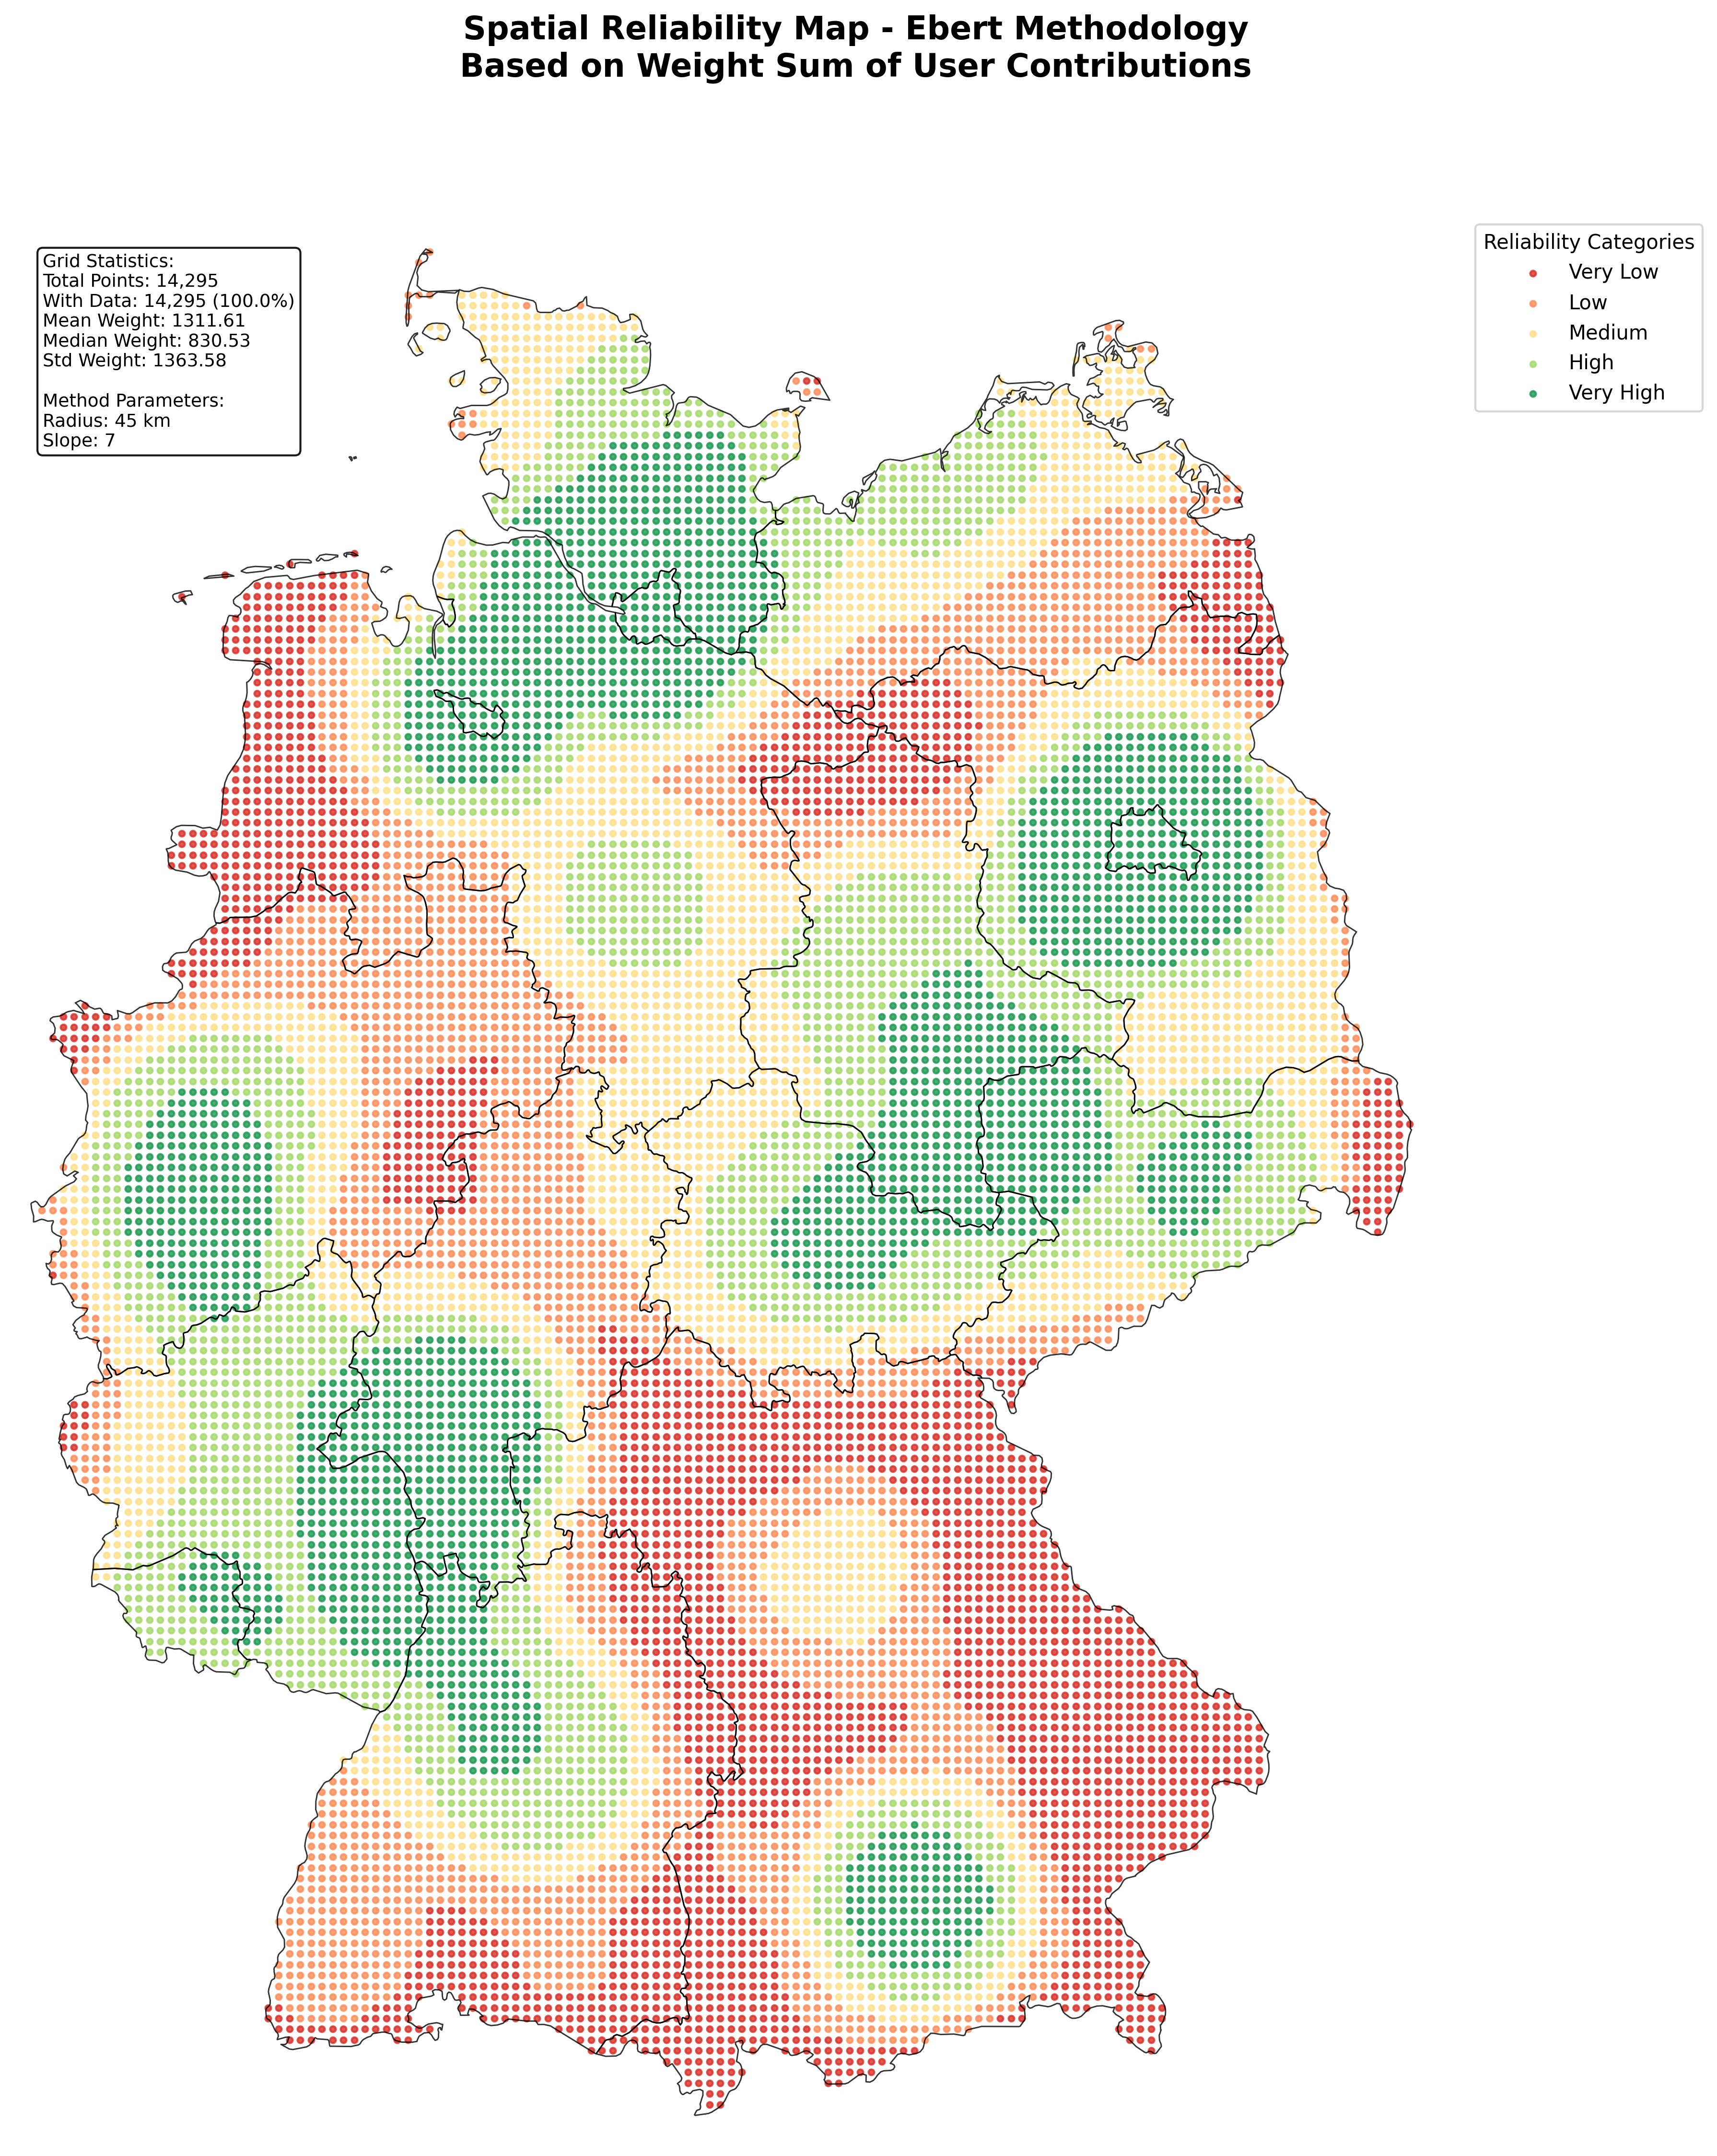 Spatial Reliability Map - Ebert Methodology
Based on Weight Sum of User Contributions
Grid Statistics:
Total Points: 14,295
With Data: 14,295 (100.0%)
Mean Weight: 1311.61
Median Weight: 830.53
Std Weight: 1363.58
Method Parameters:
Radius: 45 km
Slope: 7
Reliability Categories
Very Low
Low
Medium
High
Very High